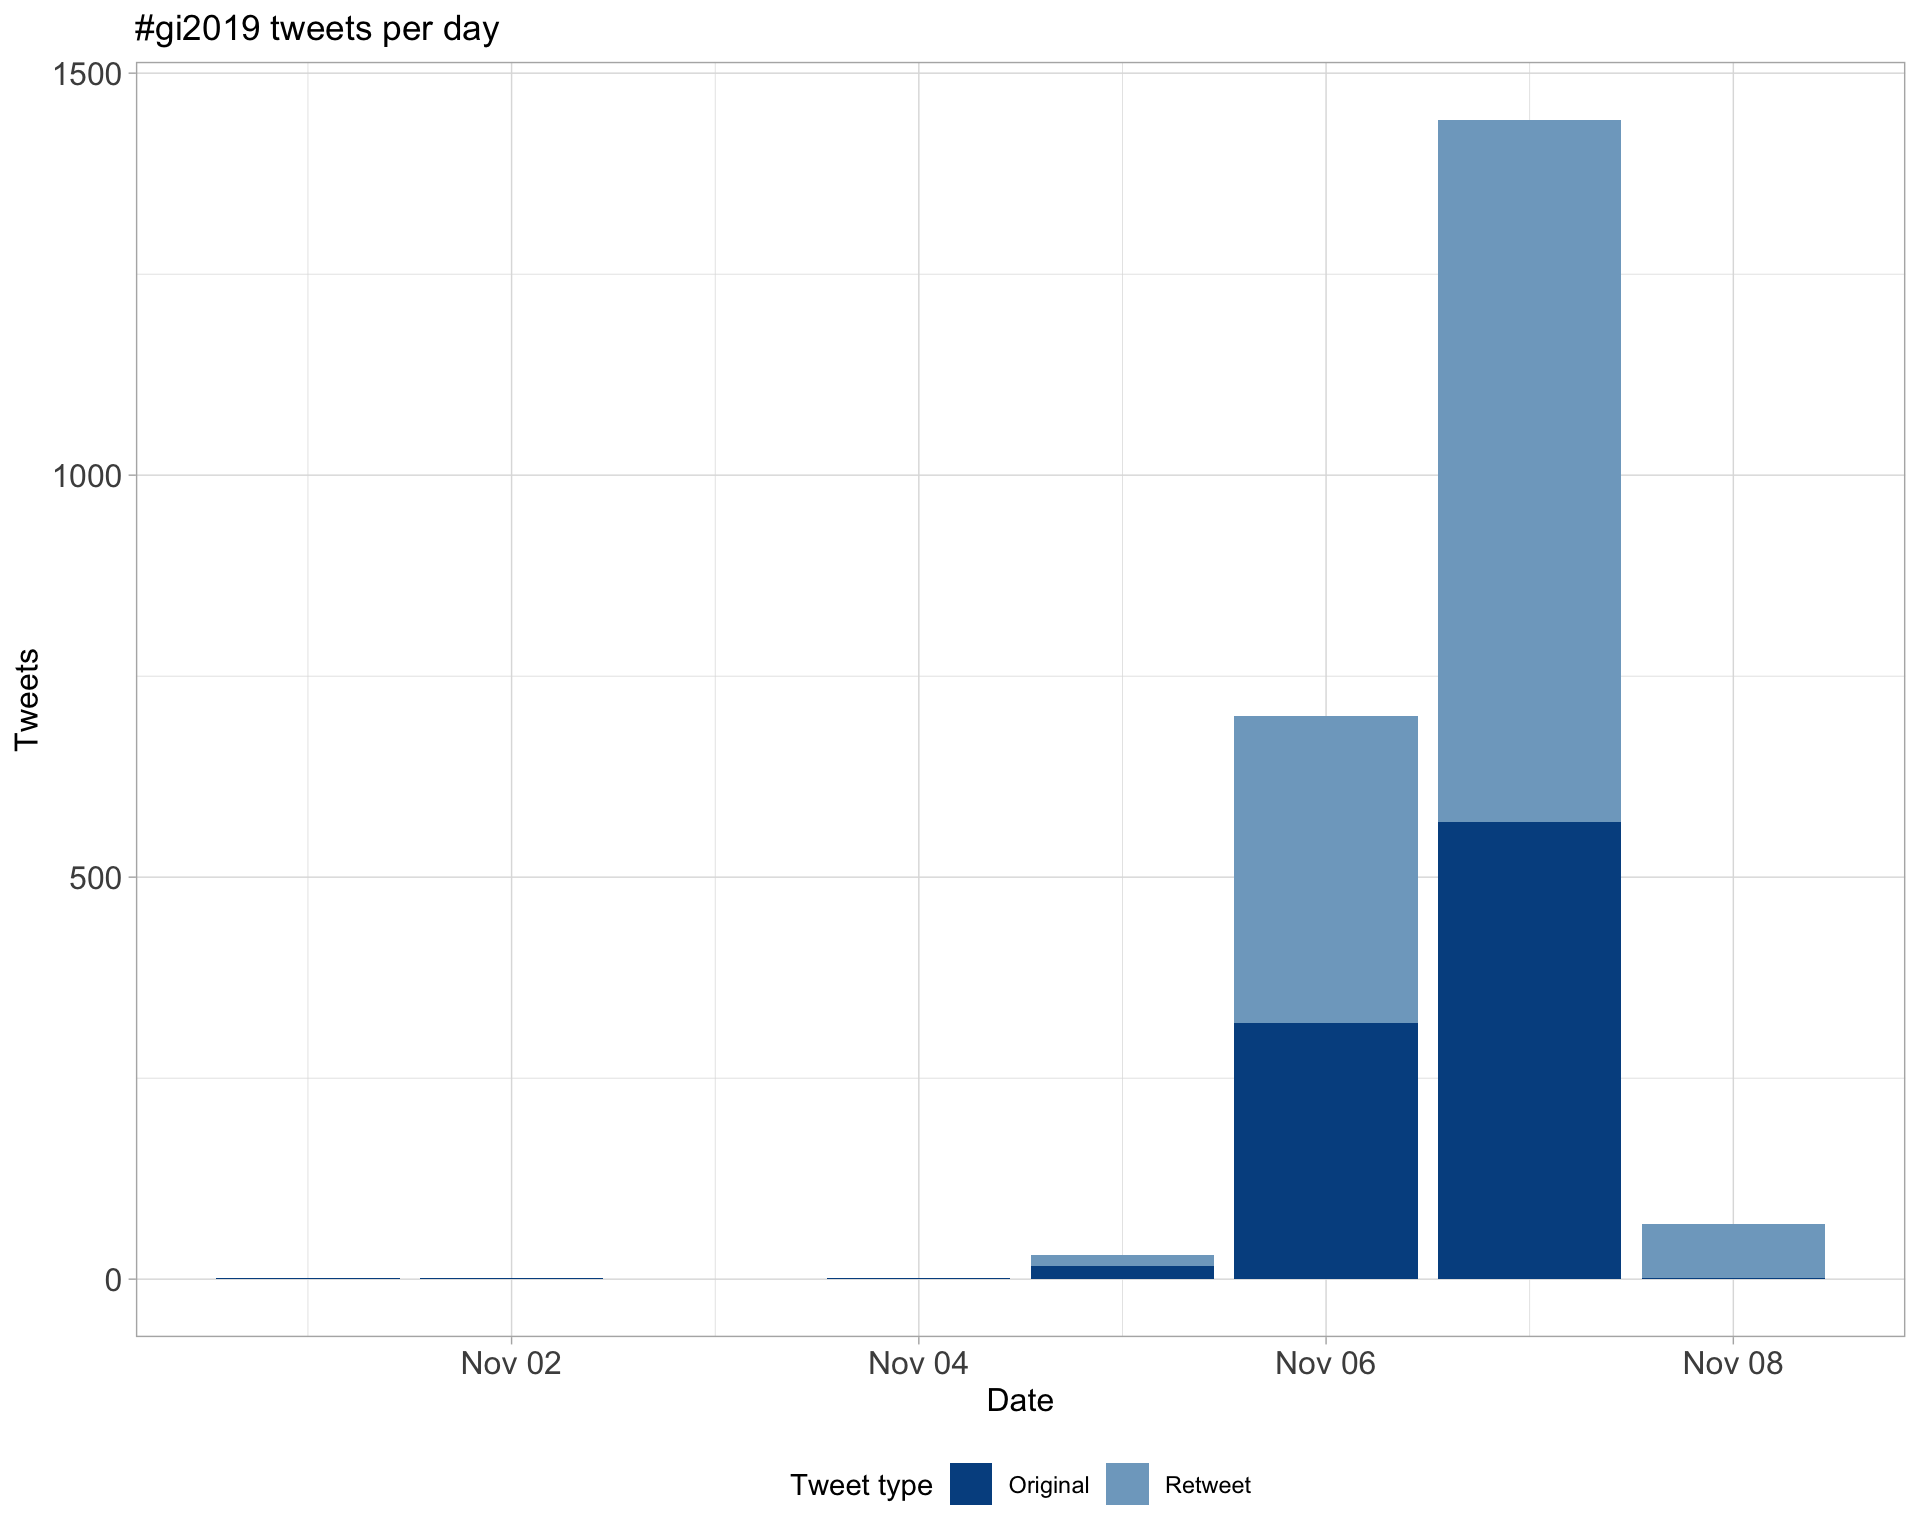 #gi2019 tweets per day
1500
1000
500
0
Tweets
Nov 02 Nov 04 Nov 06 Nov 08
Date
Tweet type Original Retweet